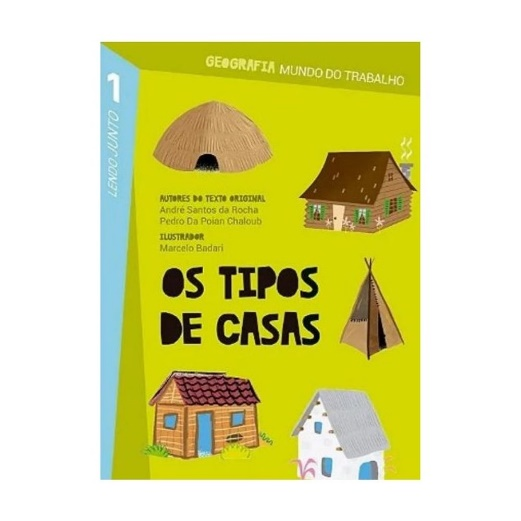 GEOGRAFIA MUNDO DO TRABALHO
LENDO JUNTO 1
AUTORES DO TEXTO ORIGINAL
André Santos da Rocha
Pedro Da Poian Chaloub
ILUSTRADOR
Marcelo Badari
OS TIPOS
DE CASAS